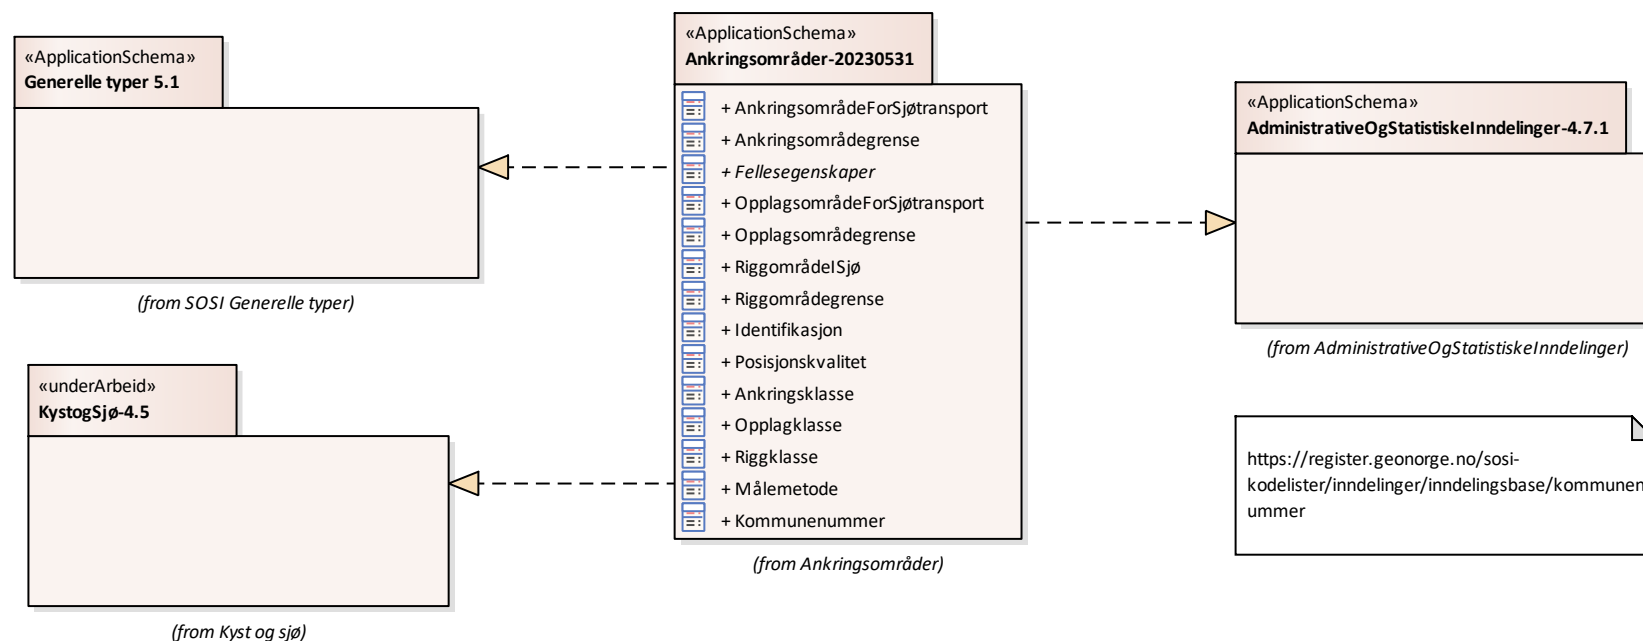 «ApplicationSchema»
Generelle typer 5.1
(from SOSI Generelle typer)
«underArbeid»
KystogSjø-4.5
(from Kyst og sjø)
«ApplicationSchema»
Ankringsområder-20230531
+ AnkringsområdeForSjøtransport
+ Ankringsområdegrense
+ Fellesegenskaper
+ OpplagsområdeForSjøtransport
+ Opplagsområdegrense
+ RiggområdeISjø
+ Riggområdegrense
+ Identifikasjon
+ Posisjonskvalitet
+ Ankringsklasse
+ Opplagklasse
+ Riggklasse
+ Målemetode
+ Kommunenummer
(from Ankringsområder)
«ApplicationSchema»
AdministrativeOgStatistiskeInndelinger-4.7.1
(from AdministrativeOgStatistiskeInndelinger)
https://register.geonorge.no/sosi-
kodelister/inndelinger/inndelingsbase/kommunen
ummer